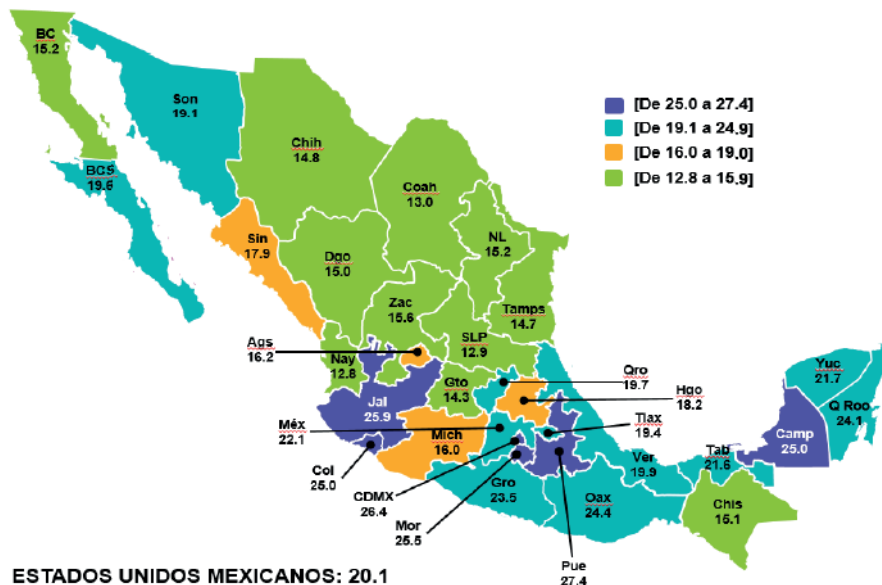 BC
15.2
Son
19.1
[De 25.0 a 27.4]
[De 19.1 a 24.9]
[De 16.0 a 19.0]
[De 12.8 a 15.9]
Chih
14.8
BCS
19.6
Coah
13.0
Sin
17.9
NL
15.2
Dgo
15.0
Zac
15.6
Tamps
14.7
SLP
12.9
Ags
16.2
Nay
12.8
Gto
14.3
Qro
19.7
Hgo
18.2
Yuc
21.7
Q Roo
24.1
Jal
25.9
Méx
22.1
Mich
16.0
Tlax
19.4
Camp
25.0
Ver
19.9
Tab
21.6
Col
25.0
CDMX
26.4
Gro
23.5
Oax
24.4
Chis
15.1
Mor
25.5
Pue
27.4
ESTADOS UNIDOS MEXICANOS: 20.1